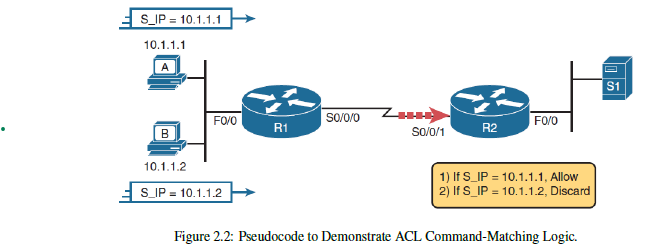 S_IP = 10.1.1.1
10.1.1.1
A
F0/0
R1
S0/0/0
S0/0/1
R2
F0/0
S1
B
10.1.1.2
S_IP = 10.1.1.2
1) If S_IP = 10.1.1.1, Allow
2) If S_IP = 10.1.1.2, Discard
Figure 2.2: Pseudocode to Demonstrate ACL Command-Matching Logic.